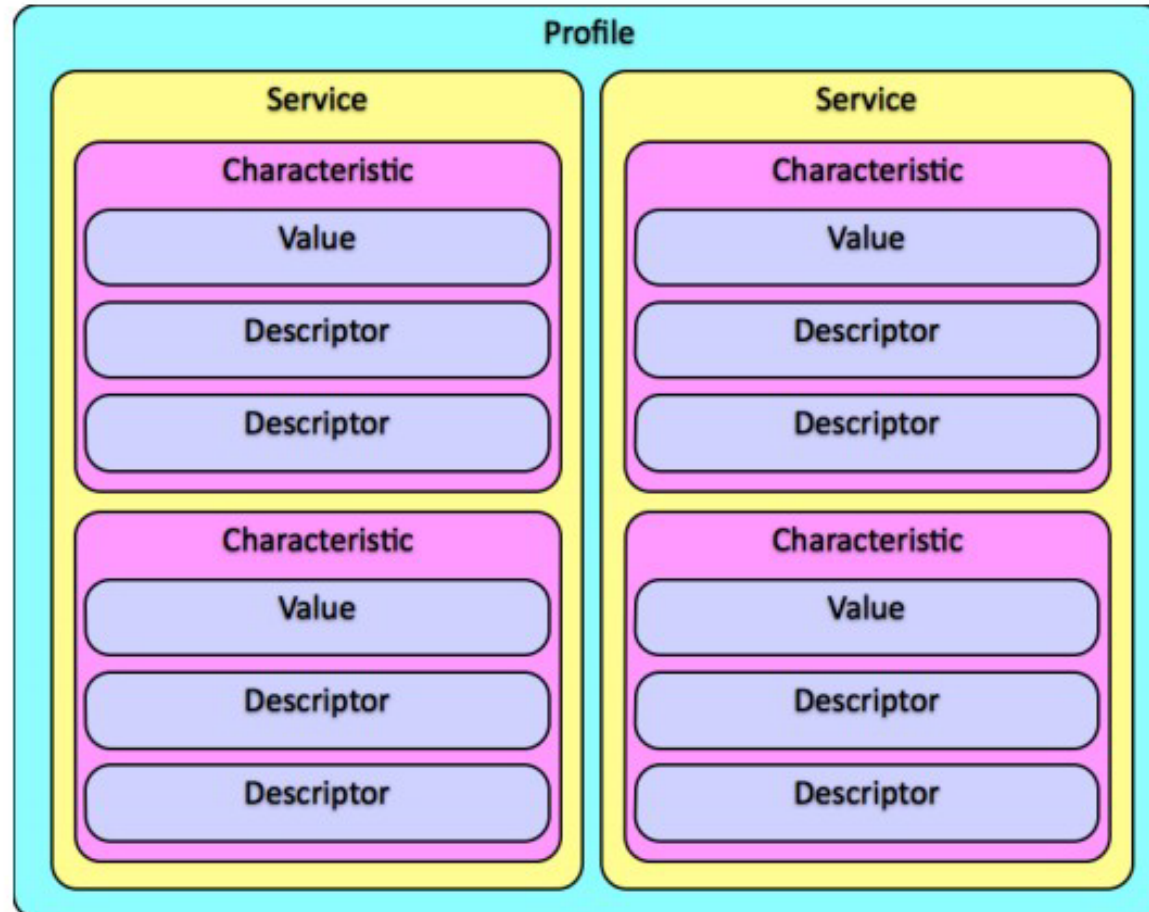 Profile
Service
Characteristic
Value
Descriptor
Descriptor
Characteristic
Value
Descriptor
Descriptor
Service
Characteristic
Value
Descriptor
Descriptor
Characteristic
Value
Descriptor
Descriptor